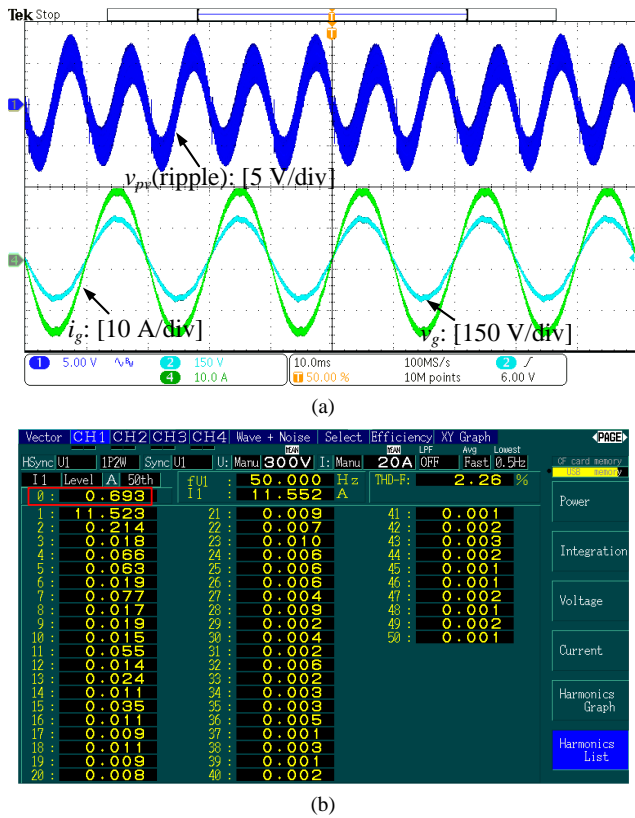 Tek Stop
T
T
1
v_pv(ripple): [5 V/div]
4
i_g: [10 A/div]
v_g: [150 V/div]
1 5.00 V 2 150 V 10.0ms 100MS/s 2
4 10.0 A T 50.00 % 10M points 6.00 V
(a)
Vector CH1 CH2 CH3 CH4 Wave + Noise Select Efficiency XY Graph PAGE
MEAN MEAN LPF Avg Lowest
HSync U1 1P2W Sync U1 U: Manu 300V I: Manu 20A OFF Fast 0.5Hz CF card memory
USB memory
I1 Level A 50th fU1 : 50.000 Hz THD-F: 2.26 %
0 : 0.693 I1 : 11.552 A
1 : 11.523 21 : 0.009 41 : 0.001
2 : 0.214 22 : 0.007 42 : 0.002
3 : 0.018 23 : 0.010 43 : 0.003
4 : 0.066 24 : 0.006 44 : 0.002
5 : 0.063 25 : 0.006 45 : 0.001
6 : 0.019 26 : 0.006 46 : 0.001
7 : 0.077 27 : 0.004 47 : 0.002
8 : 0.017 28 : 0.009 48 : 0.001
9 : 0.019 29 : 0.002 49 : 0.002
10 : 0.015 30 : 0.004 50 : 0.001
11 : 0.055 31 : 0.002
12 : 0.014 32 : 0.006
13 : 0.024 33 : 0.002
14 : 0.011 34 : 0.003
15 : 0.035 35 : 0.003
16 : 0.011 36 : 0.005
17 : 0.009 37 : 0.001
18 : 0.011 38 : 0.003
19 : 0.009 39 : 0.001
20 : 0.008 40 : 0.002
Power
Integration
Voltage
Current
Harmonics
Graph
Harmonics
List
(b)